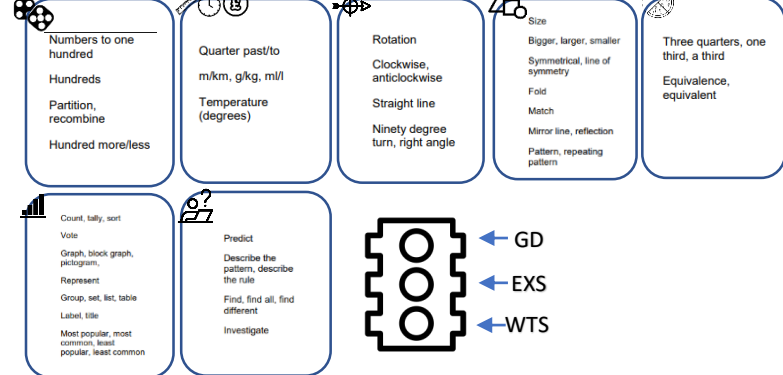 Numbers to one
hundred
Hundreds
Partition,
recombine
Hundred more/less
Quarter past/to
m/km, g/kg, ml/l
Temperature
(degrees)
Rotation
Clockwise,
anticlockwise
Straight line
Ninety degree
turn, right angle
Size
Bigger, larger, smaller
Symmetrical, line of
symmetry
Fold
Match
Mirror line, reflection
Pattern, repeating
pattern
Three quarters, one
third, a third
Equivalence,
equivalent
Count, tally, sort
Vote
Graph, block graph,
pictogram,
Represent
Group, set, list, table
Label, title
Most popular, most
common, least
popular, least common
?
Predict
Describe the
pattern, describe
the rule
Find, find all, find
different
Investigate
GD
EXS
WTS